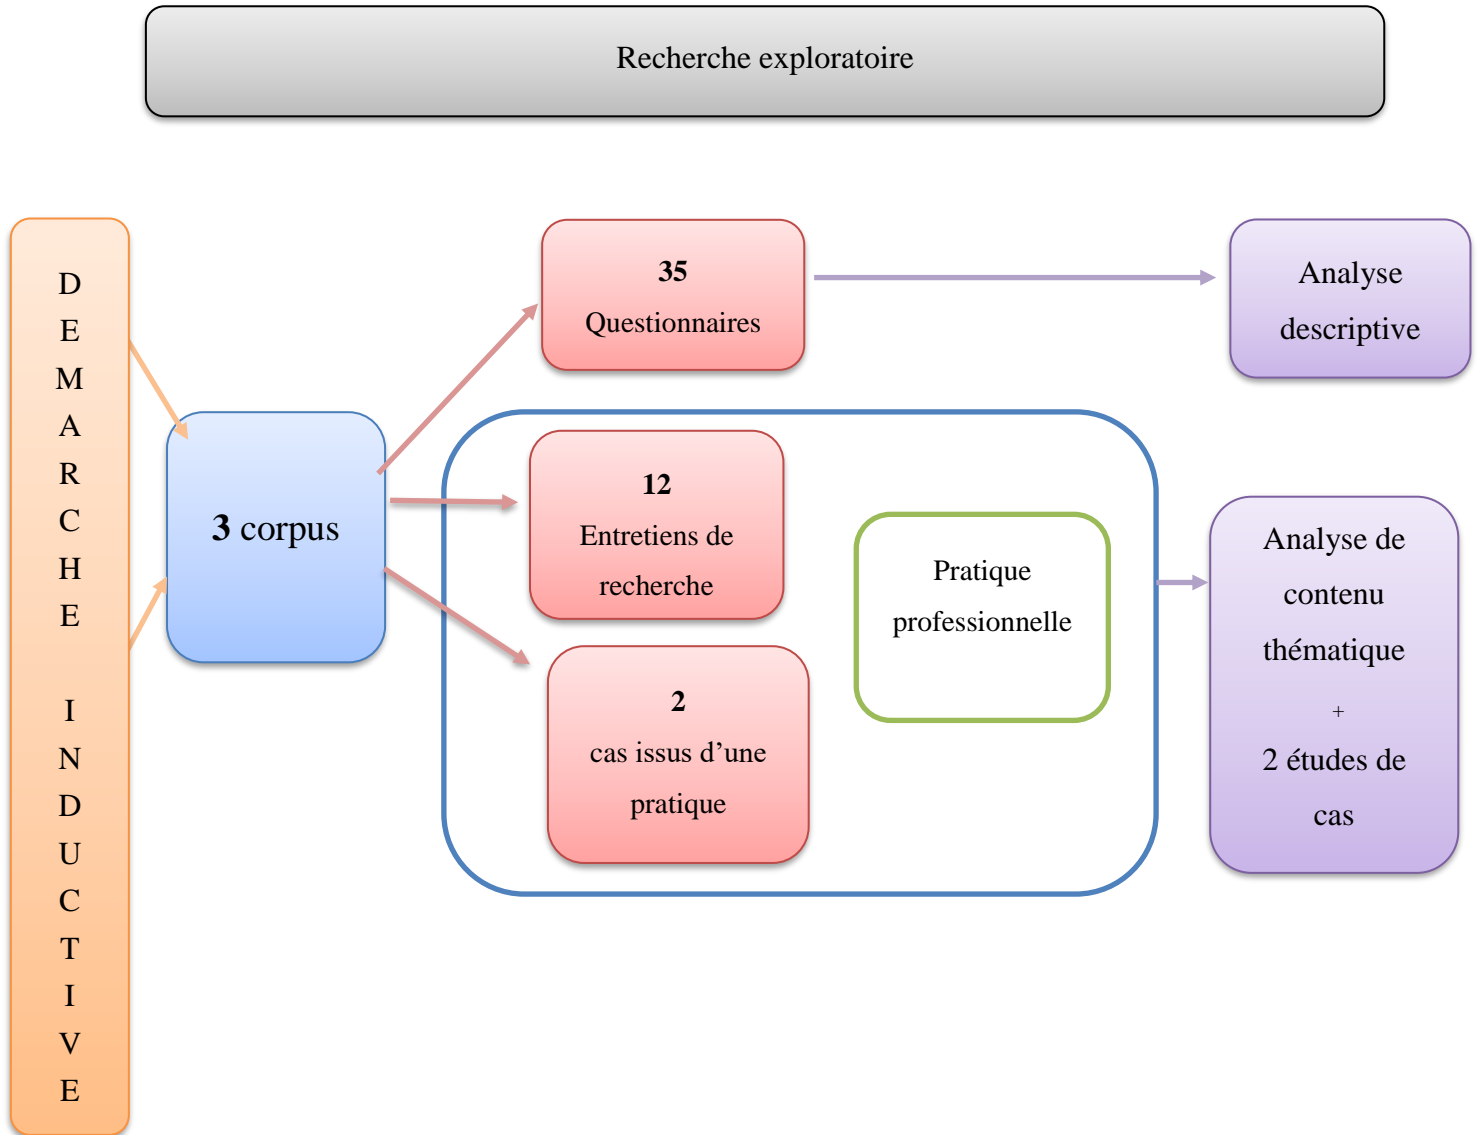 Recherche exploratoire
D
E
M
A
R
C
H
E
I
N
D
U
C
T
I
V
E
3 corpus
35
Questionnaires
12
Entretiens de
recherche
2
cas issus d’une
pratique
Pratique
professionnelle
Analyse
descriptive
Analyse de
contenu
thématique
+
2 études de
cas